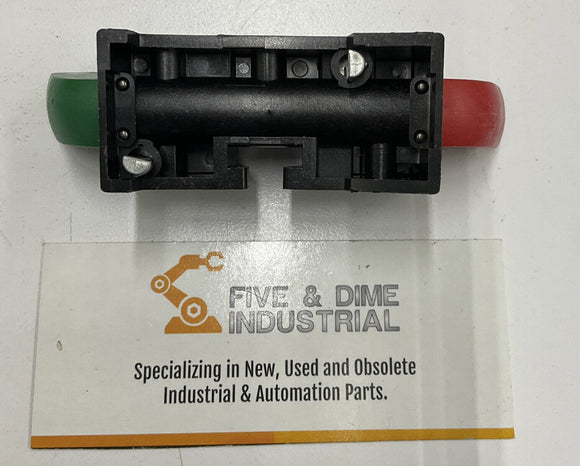 FIVE & DIME
INDUSTRIAL
Specializing in New, Used and Obsolete
Industrial & Automation Parts.